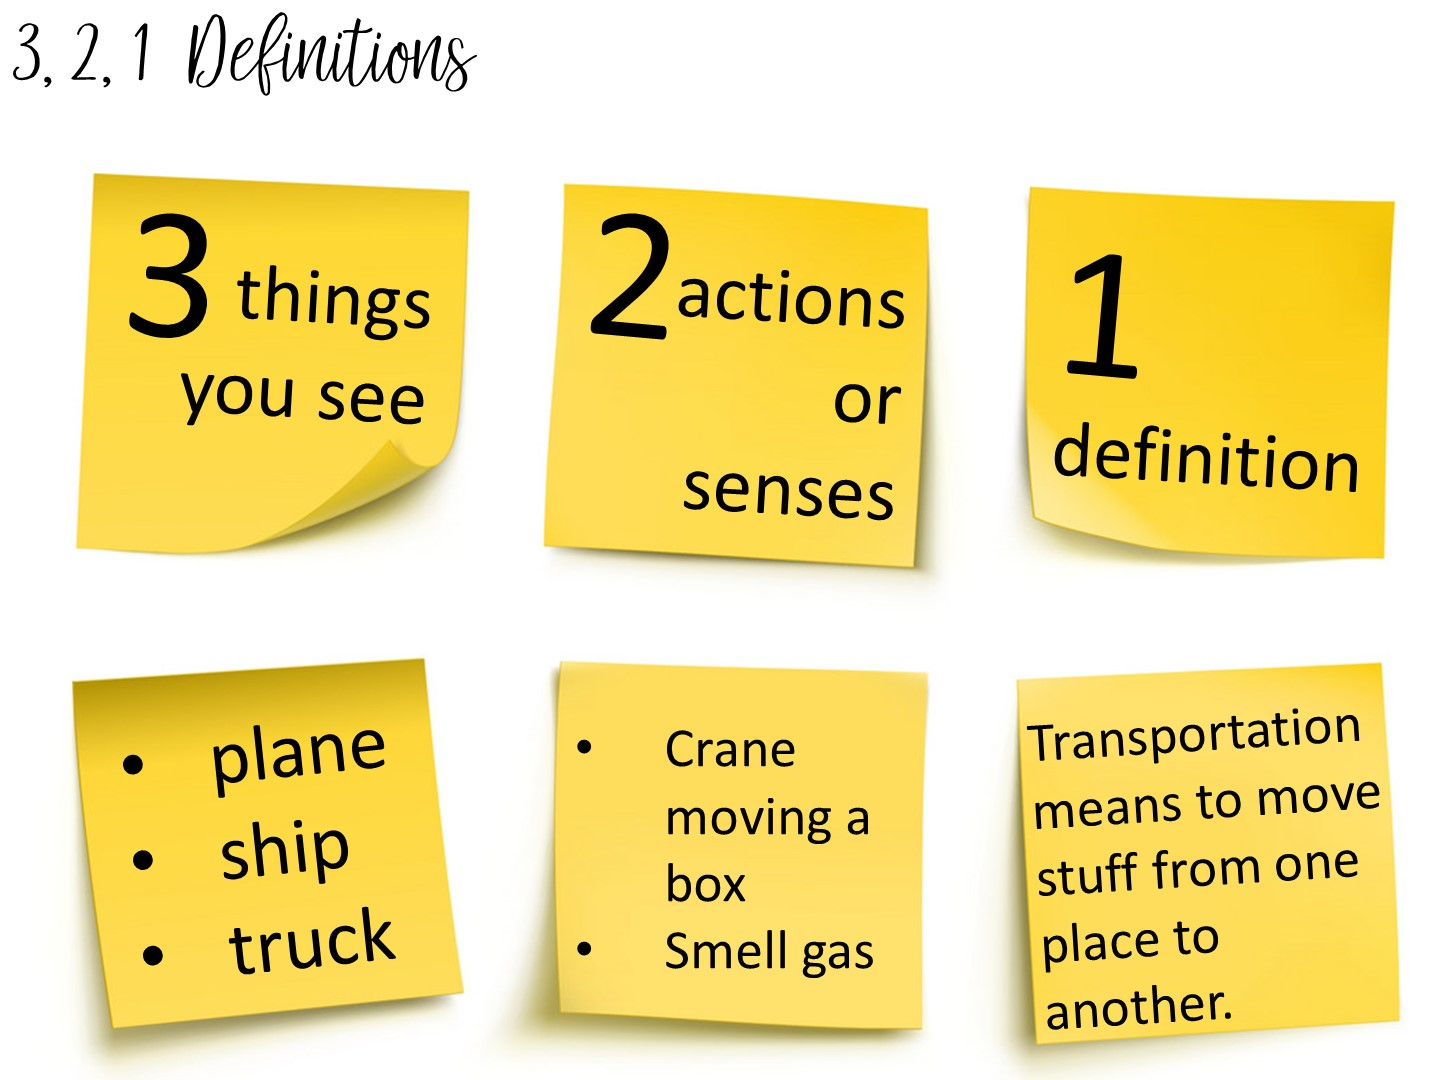 3, 2, 1 Definitions
3 things
you see
2 actions
or
senses
1
definition
• plane
• ship
• truck
• Crane
moving a
box
• Smell gas
Transportation
means to move
stuff from one
place to
another.